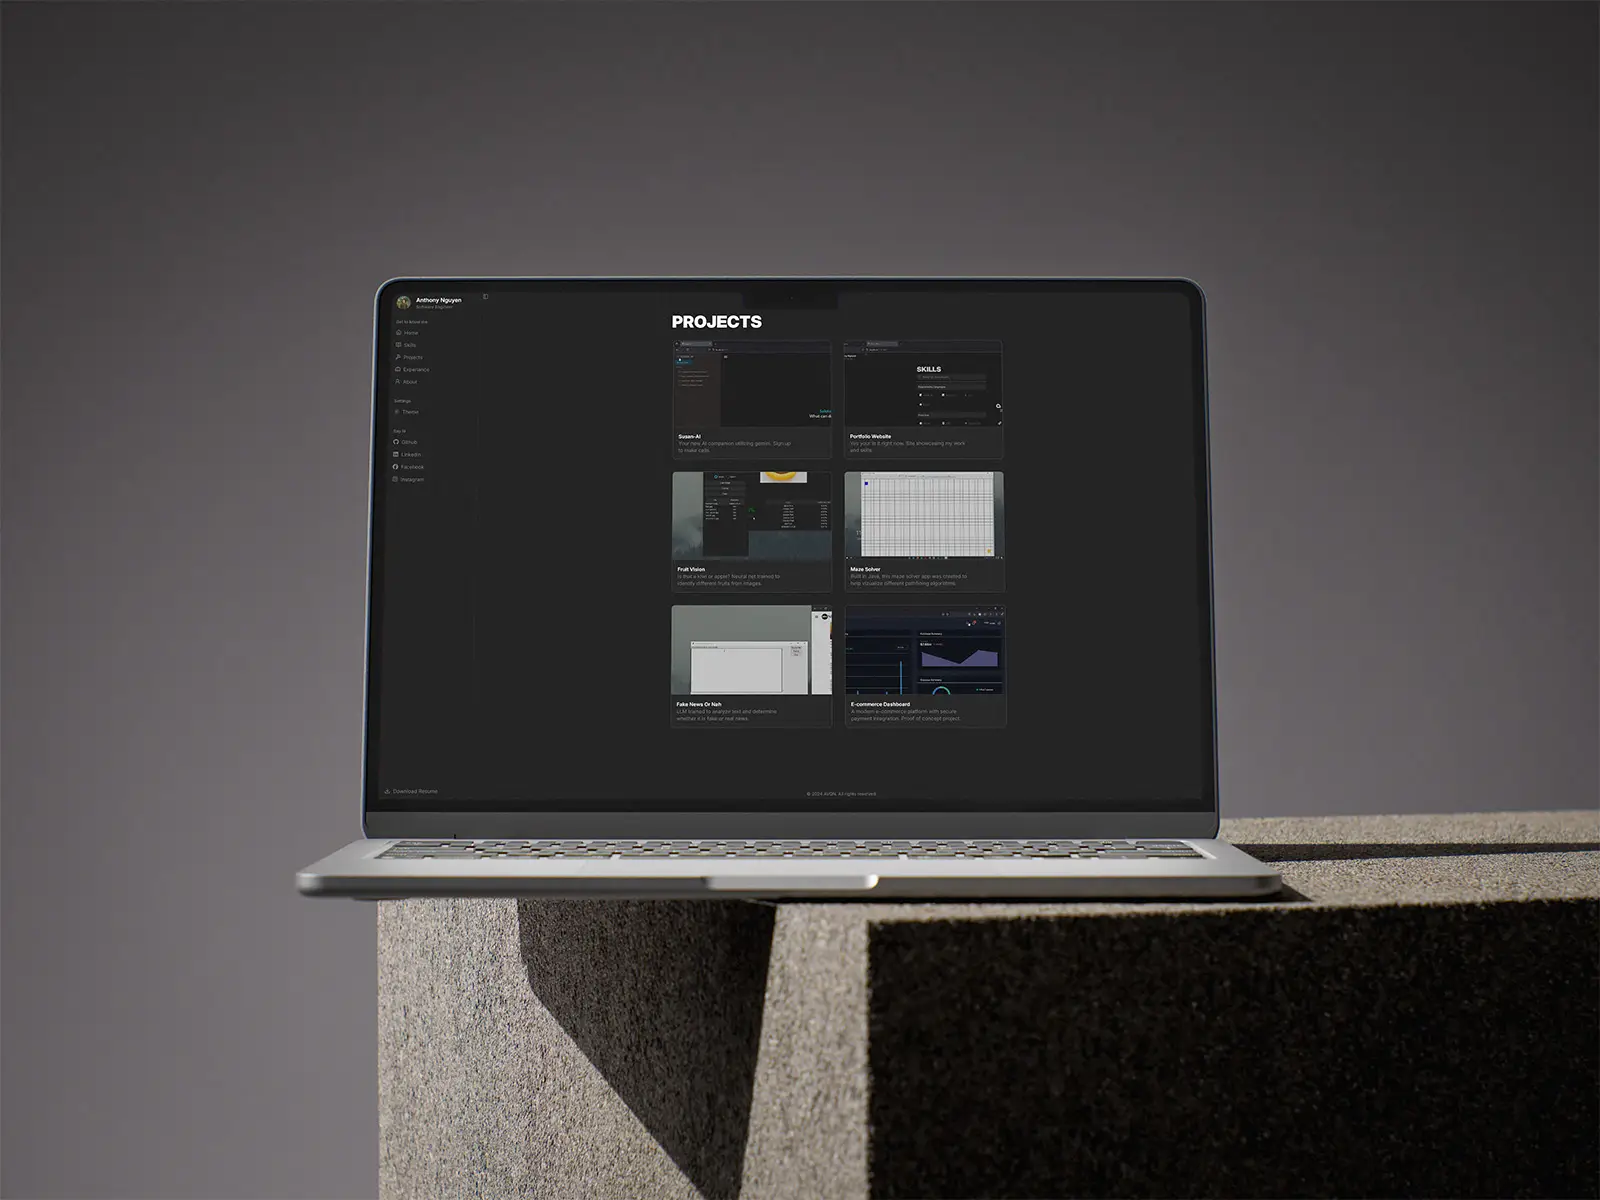 Anthony Nguyen
Software Engineer
Get to know me
Home
Skills
Projects
Experience
About
Settings
Theme
Say hi
Github
LinkedIn
Facebook
Instagram
Download Resume
PROJECTS
Susan-AI
Your new AI companion utilizing gemini. Sign up
to make calls.
SKILLS
Portfolio Website
Yes your in it right now. Site showcasing my work
and skills
Fruit Vision
Is that a kiwi or apple? Neural net trained to
identify different fruits from images.
Maze Solver
Built in Java, this maze solver app was created to
help visualize different pathfinding algorithms.
Fake News Or Nah
LLM trained to analyze text and determine
whether it is fake or real news.
E-commerce Dashboard
A modern e-commerce platform with secure
payment integration. Proof of concept project.
© 2024 AVQN. All rights reserved.